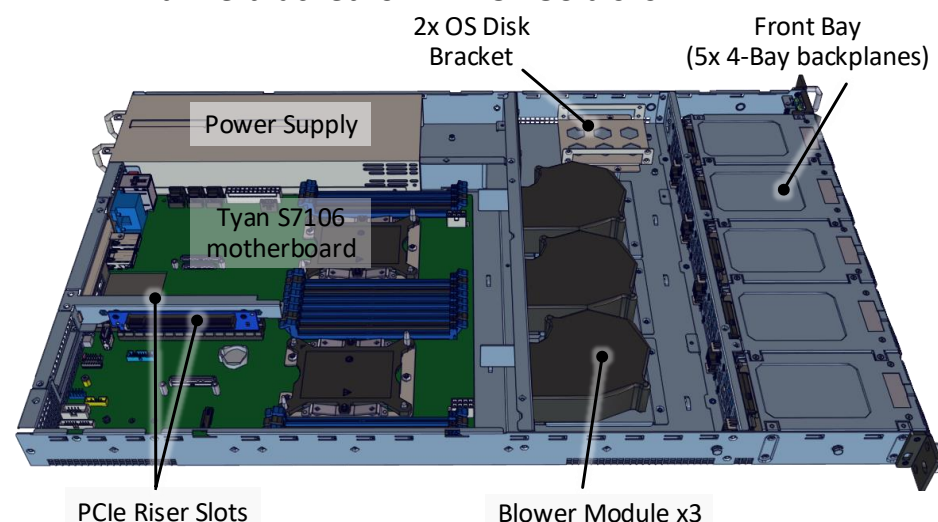 2x OS Disk
Bracket
Front Bay
(5x 4-Bay backplanes)
Power Supply
Tyan S7106
motherboard
PCIe Riser Slots
Blower Module x3